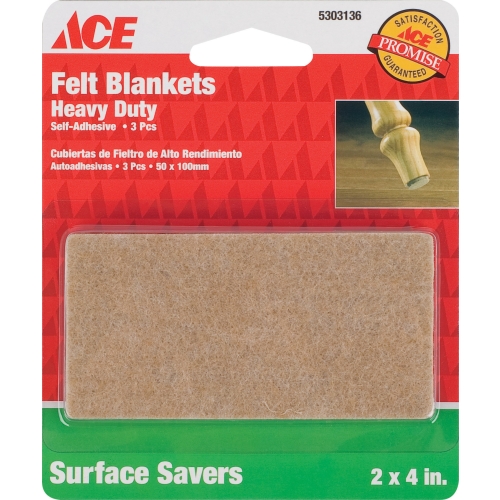 ACE
5303136
SATISFACTION
ACE
PROMISE
GUARANTEED
Felt Blankets
Heavy Duty
Self-Adhesive • 3 Pcs
Cubiertas de Fieltro de Alto Rendimiento
Autoadhesivas • 3 Pcs • 50 x 100mm
Surface Savers
2 x 4 in.